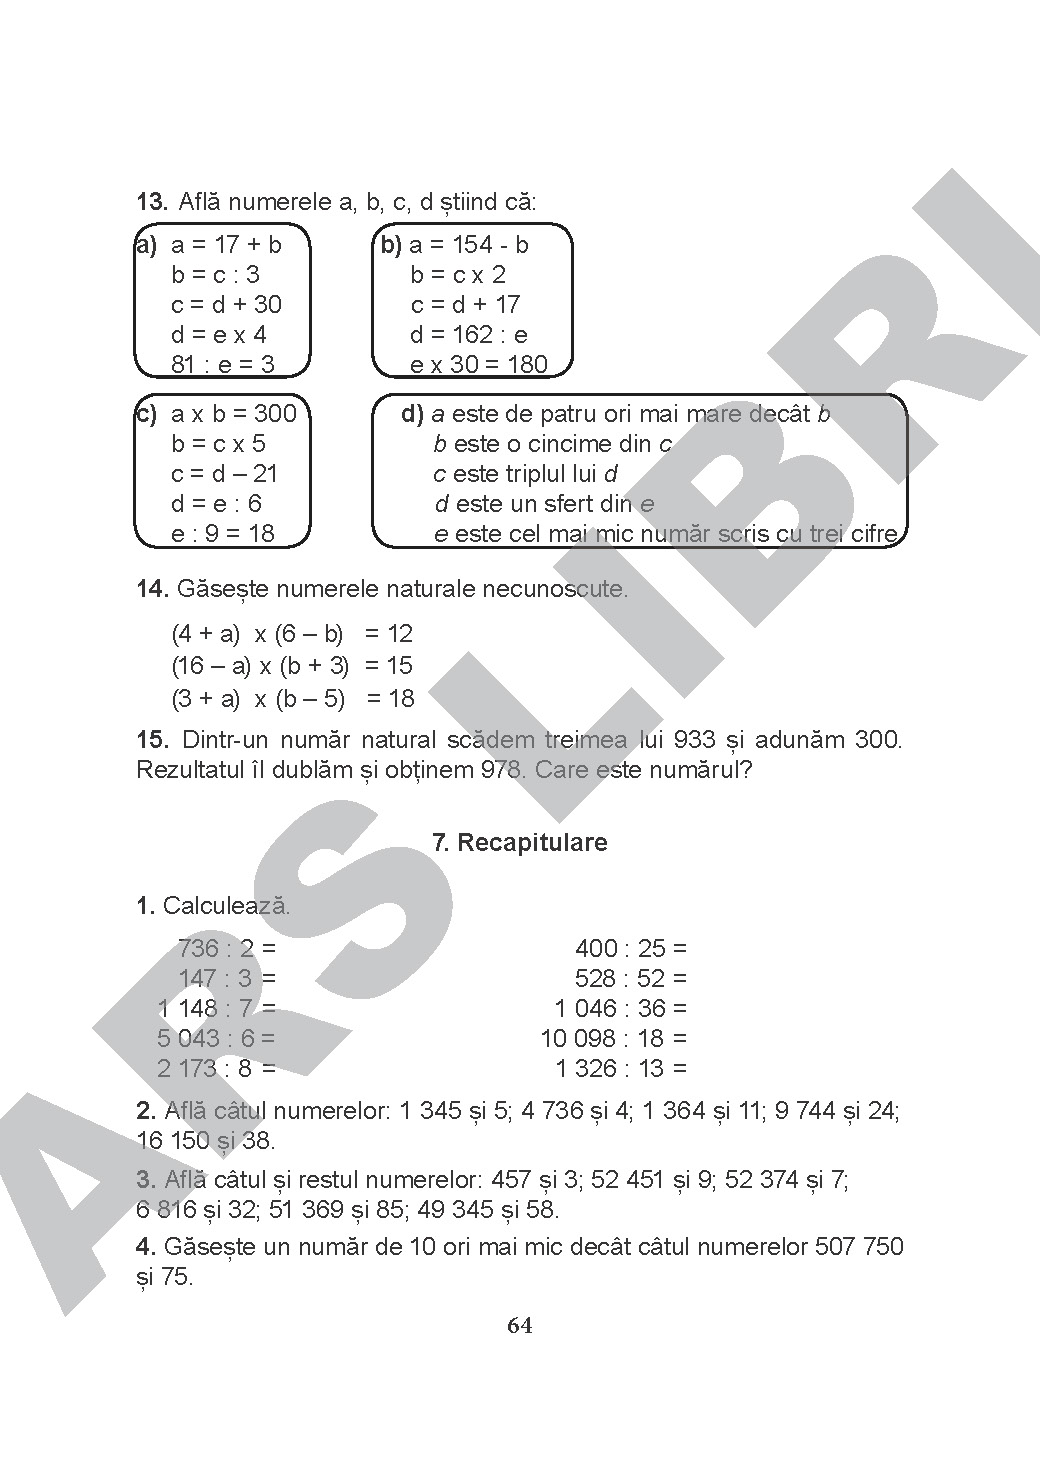 13. Află numerele a, b, c, d știind că:
a) a = 17 + b
b = c : 3
c = d + 30
d = e x 4
81 : e = 3
b) a = 154 - b
b = c x 2
c = d + 17
d = 162 : e
e x 30 = 180
c) a x b = 300
b = c x 5
c = d – 21
d = e : 6
e : 9 = 18
d) a este de patru ori mai mare decât b
b este o cincime din c
c este triplul lui d
d este un sfert din e
e este cel mai mic număr scris cu trei cifre
14. Găsește numerele naturale necunoscute.
(4 + a) x (6 – b) = 12
(16 – a) x (b + 3) = 15
(3 + a) x (b – 5) = 18
15. Dintr-un număr natural scădem treimea lui 933 și adunăm 300.
Rezultatul îl dublăm și obținem 978. Care este numărul?
7. Recapitulare
1. Calculează.
736 : 2 =
147 : 3 =
1 148 : 7 =
5 043 : 6 =
2 173 : 8 =
400 : 25 =
528 : 52 =
1 046 : 36 =
10 098 : 18 =
1 326 : 13 =
2. Află câtul numerelor: 1 345 și 5; 4 736 și 4; 1 364 și 11; 9 744 și 24;
16 150 și 38.
3. Află câtul și restul numerelor: 457 și 3; 52 451 și 9; 52 374 și 7;
6 816 și 32; 51 369 și 85; 49 345 și 58.
4. Găsește un număr de 10 ori mai mic decât câtul numerelor 507 750
și 75.
64
ARS LIBRI